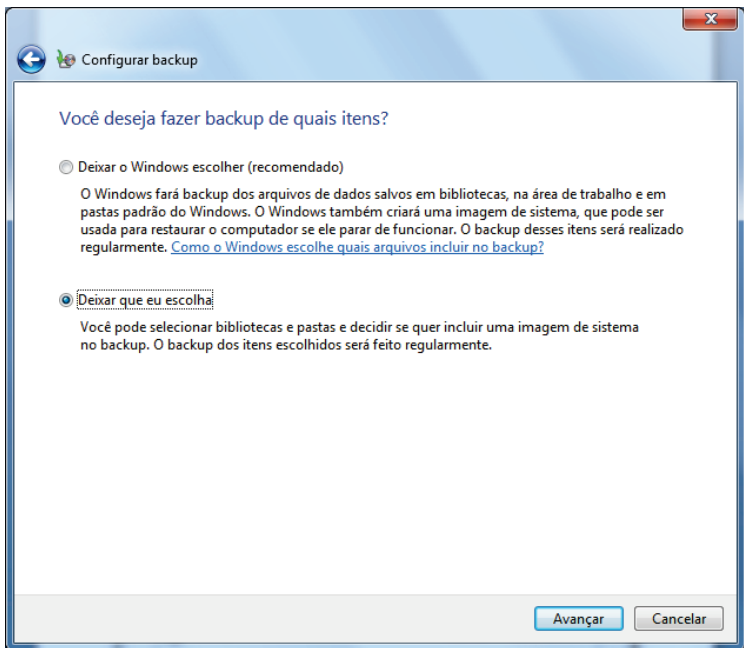 Configurar backup
Você deseja fazer backup de quais itens?
Deixar o Windows escolher (recomendado)
O Windows fará backup dos arquivos de dados salvos em bibliotecas, na área de trabalho e em
pastas padrão do Windows. O Windows também criará uma imagem de sistema, que pode ser
usada para restaurar o computador se ele parar de funcionar. O backup desses itens será realizado
regularmente. Como o Windows escolhe quais arquivos incluir no backup?
Deixar que eu escolha
Você pode selecionar bibliotecas e pastas e decidir se quer incluir uma imagem de sistema
no backup. O backup dos itens escolhidos será feito regularmente.
Avançar Cancelar